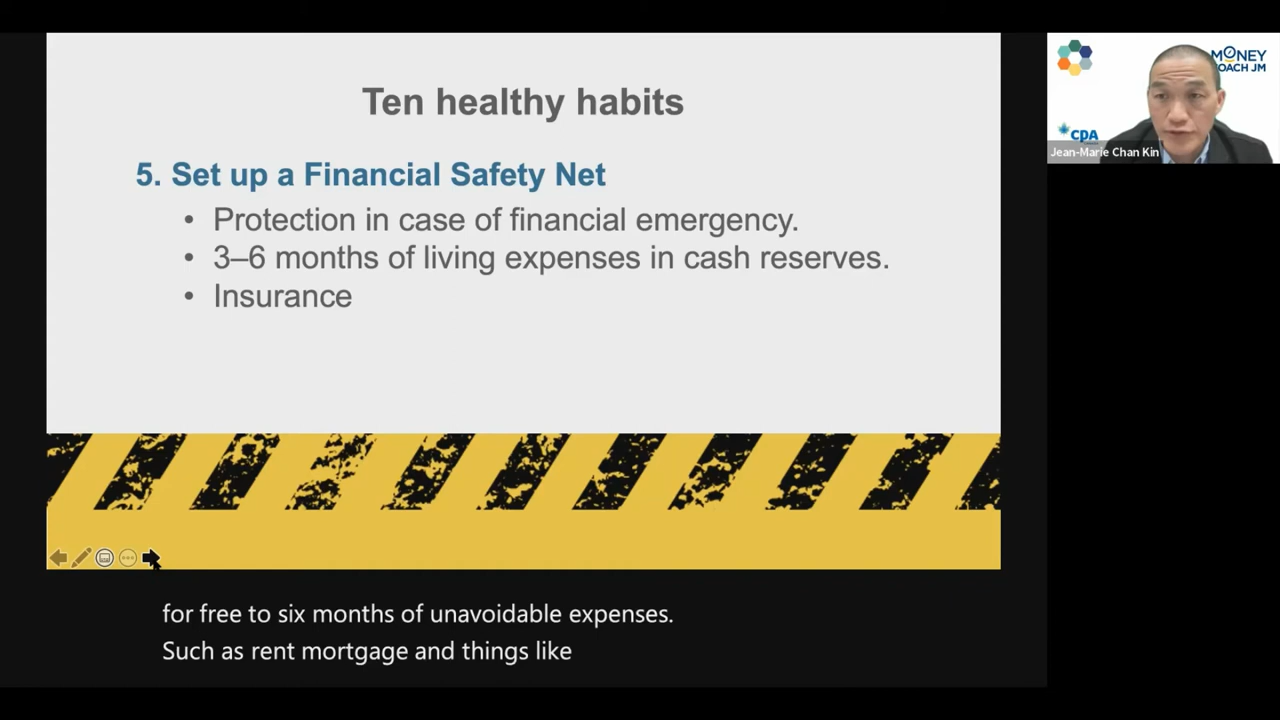 Ten healthy habits
5. Set up a Financial Safety Net
• Protection in case of financial emergency.
• 3–6 months of living expenses in cash reserves.
• Insurance
MONEY
OACH JM
CPA
Jean-Marie Chan Kin
for free to six months of unavoidable expenses.
Such as rent mortgage and things like